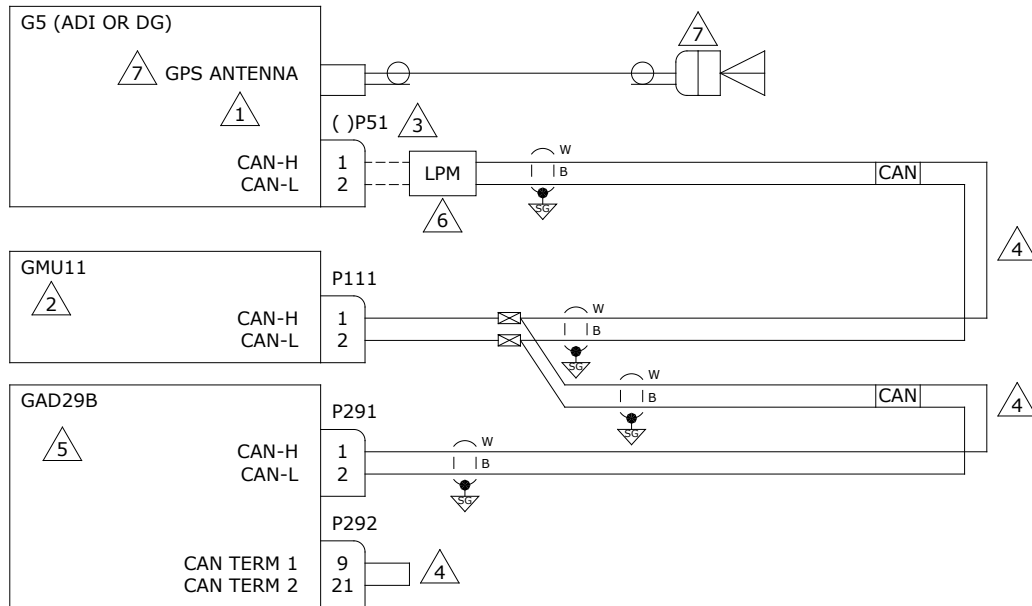 G5 (ADI OR DG)
7 GPS ANTENNA
7
1
( )P51 3
CAN-H 1
CAN-L 2
LPM
6
W
B
SG
CAN
4
GMU11
2
P111
CAN-H 1
CAN-L 2
W
B
SG
W
B
SG
CAN
4
GAD29B
5
P291
CAN-H 1
CAN-L 2
W
B
SG
P292
CAN TERM 1 9
CAN TERM 2 21
4